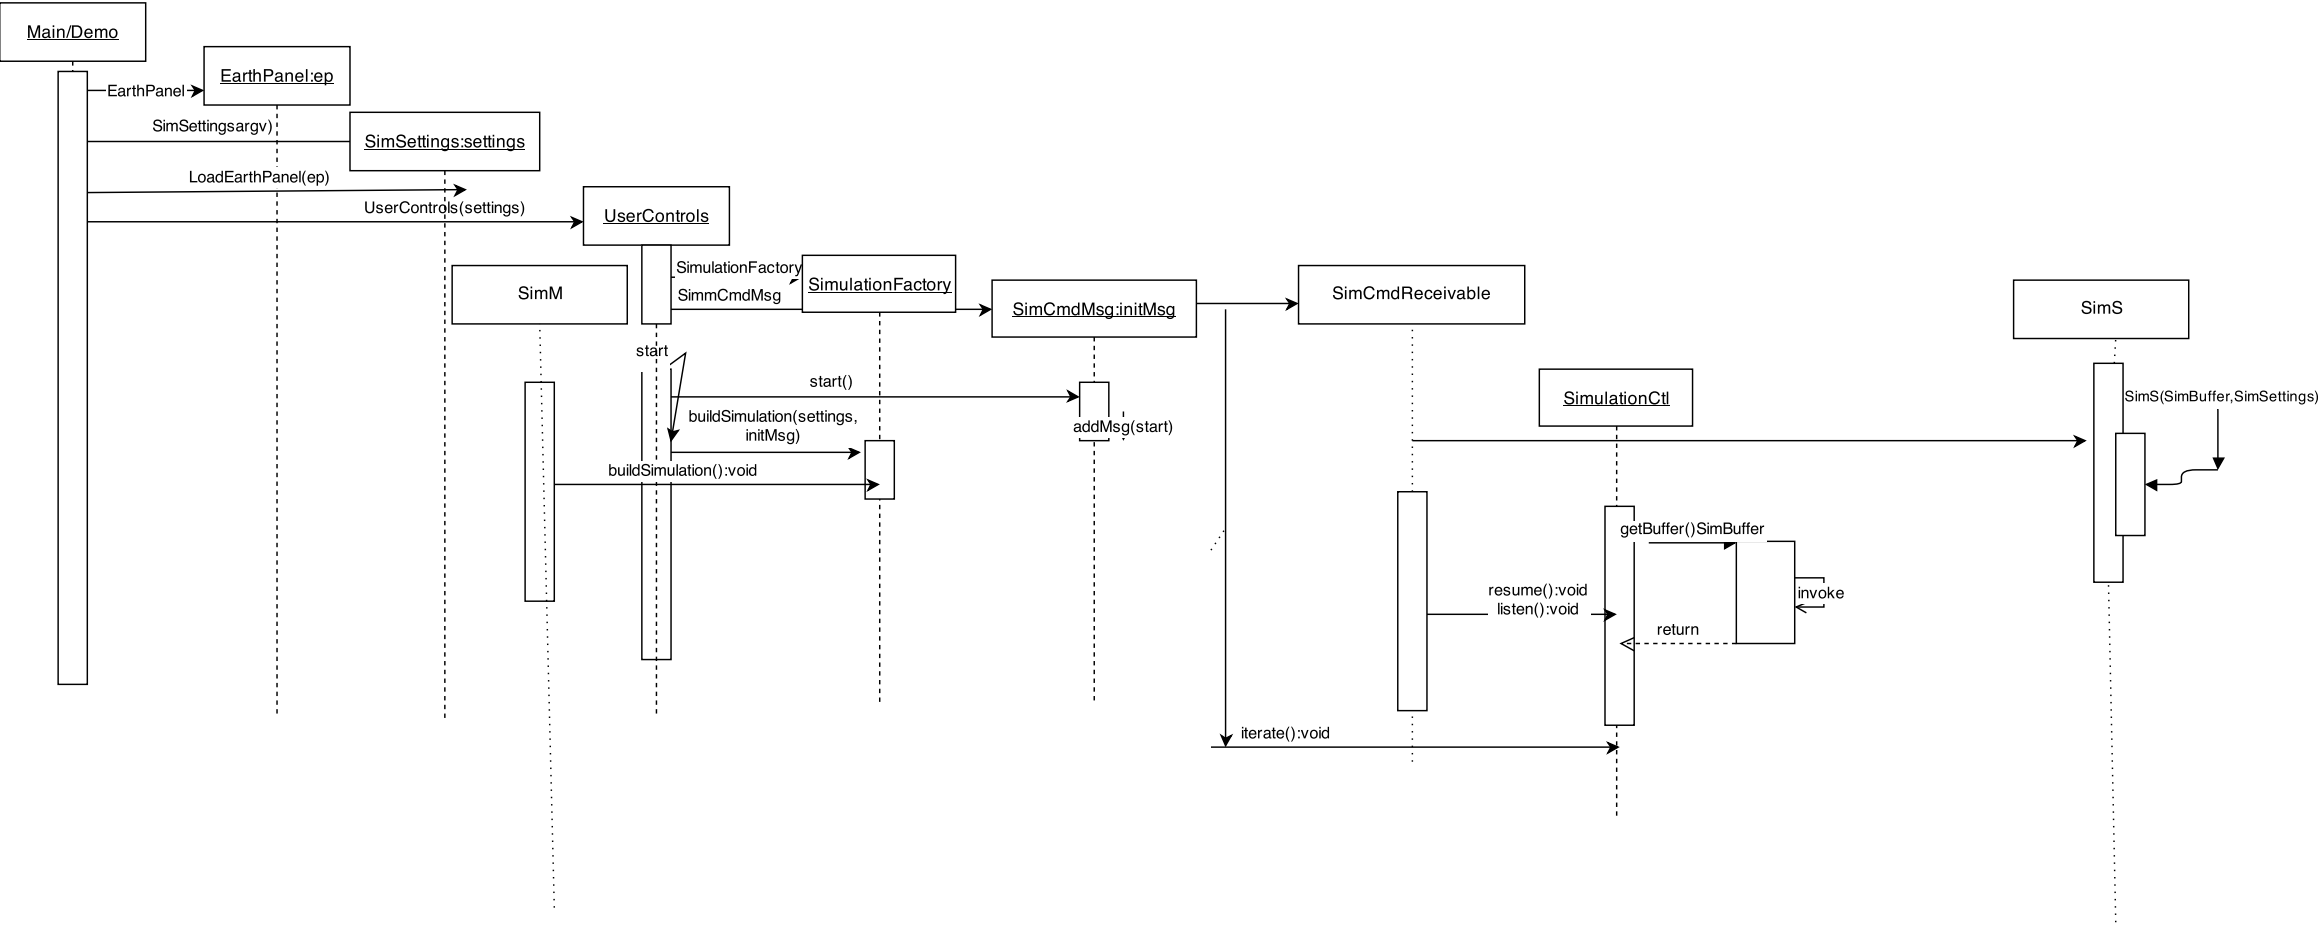 Main/Demo
EarthPanel:ep
EarthPanel
SimSettingsargv)
SimSettings:settings
LoadEarthPanel(ep)
UserControls(settings)
UserControls
SimM
SimulationFactory
SimmCmdMsg
SimulationFactory
SimCmdMsg:initMsg
SimCmdReceivable
SimS
start
start()
buildSimulation(settings,
initMsg)
buildSimulation():void
addMsg(start)
SimulationCtl
SimS(SimBuffer,SimSettings)
getBuffer()SimBuffer
resume():void
listen():void
invoke
return
iterate():void